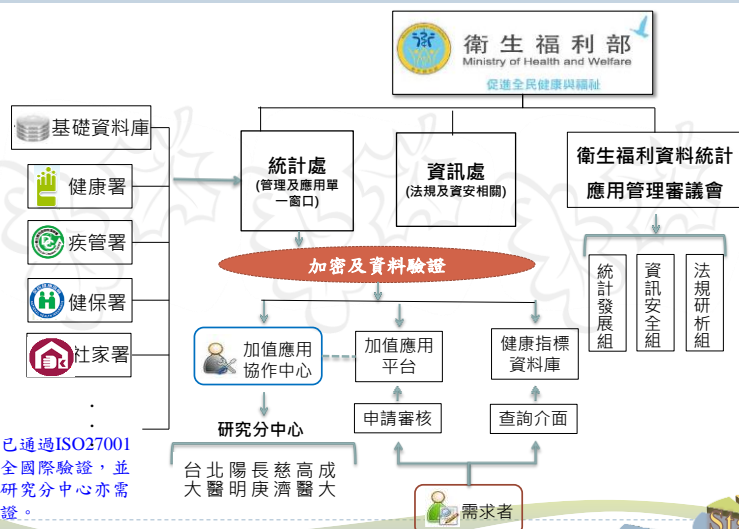 衛生福利部
Ministry of Health and Welfare
促進全民健康與福祉
基礎資料庫
健康署
疾管署
健保署
社家署
.
.
已通過ISO27001
全國際驗證，並
研究分中心亦需
證。
統計處
(管理及應用單
一窗口)
資訊處
(法規及資安相關)
衛生福利資料統計
應用管理審議會
統計發展組
資訊安全組
法規研析組
加密及資料驗證
加值應用
協作中心
加值應用
平台
健康指標
資料庫
研究分中心
申請審核
查詢介面
台大
北醫
陽明
長庚
慈濟
高醫
成大
需求者